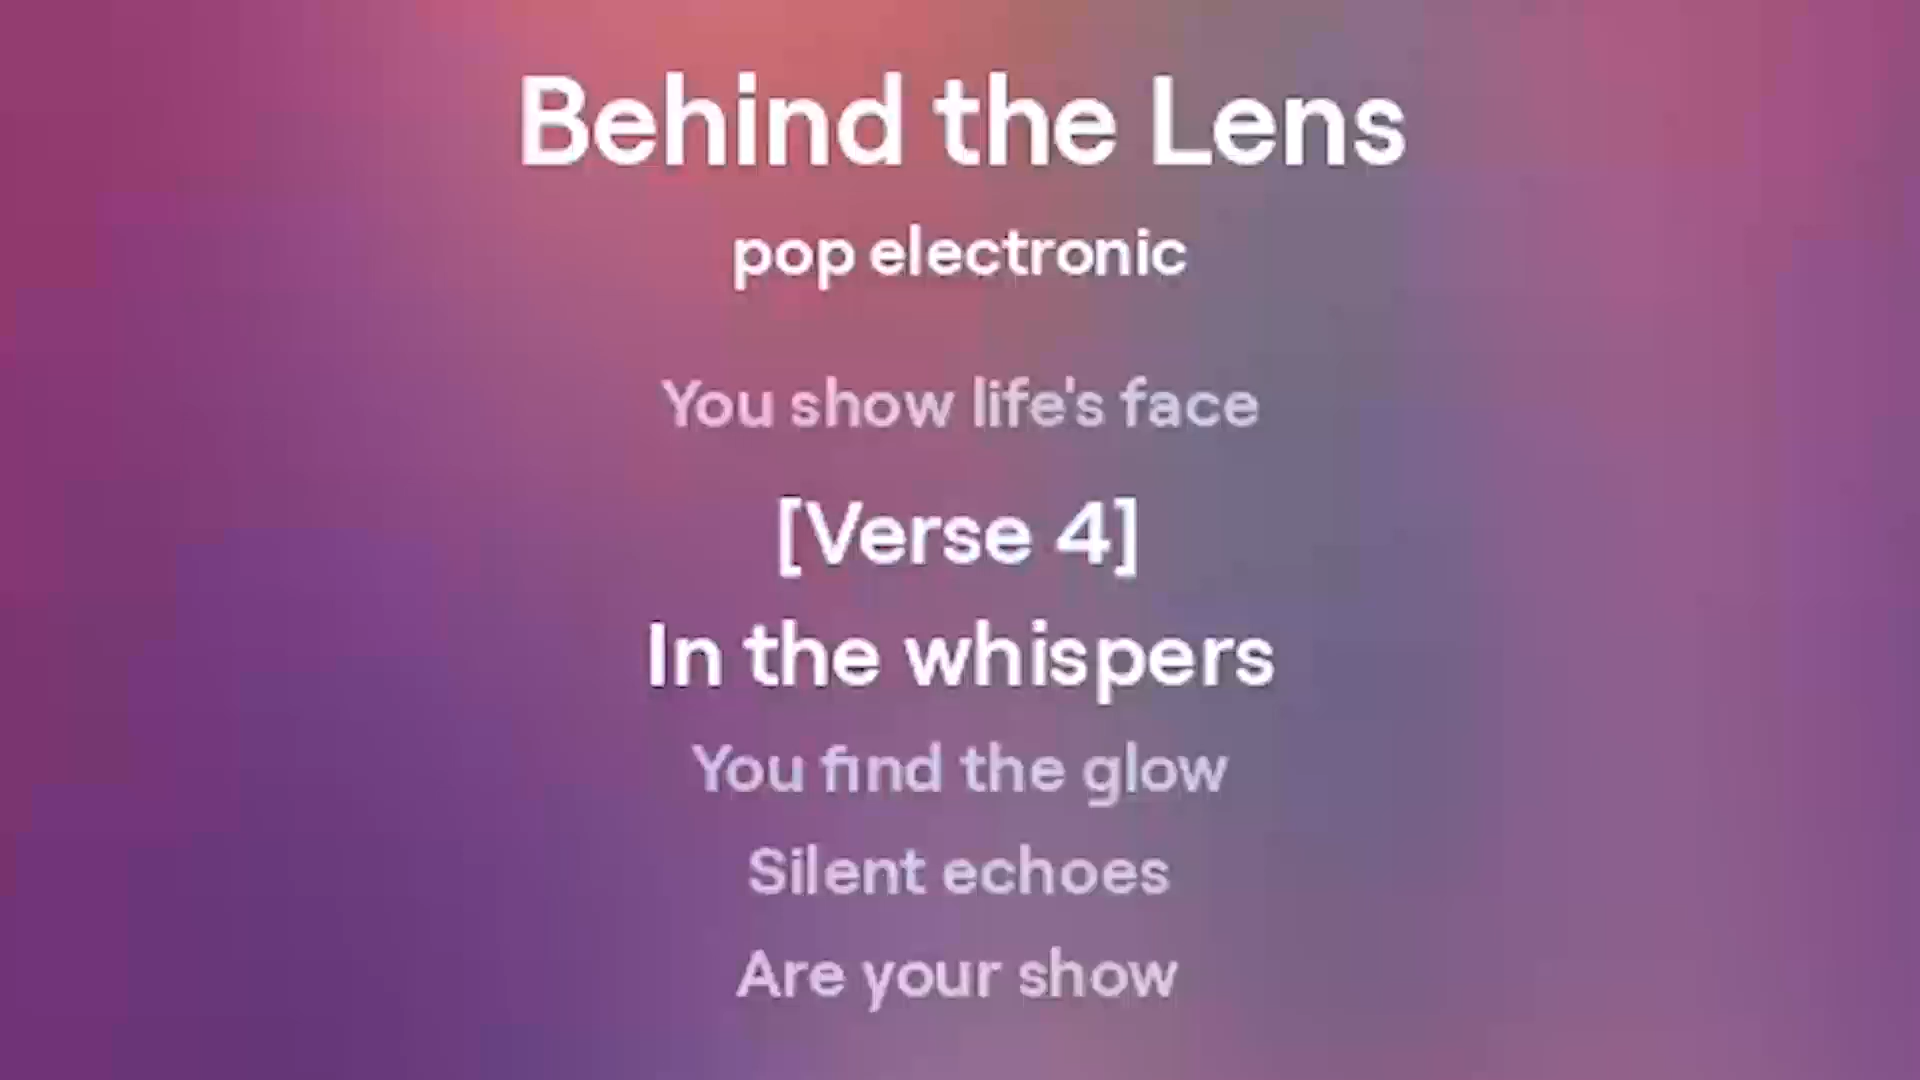 Behind the Lens
pop electronic
You show life's face
[Verse 4]
In the whispers
You find the glow
Silent echoes
Are your show